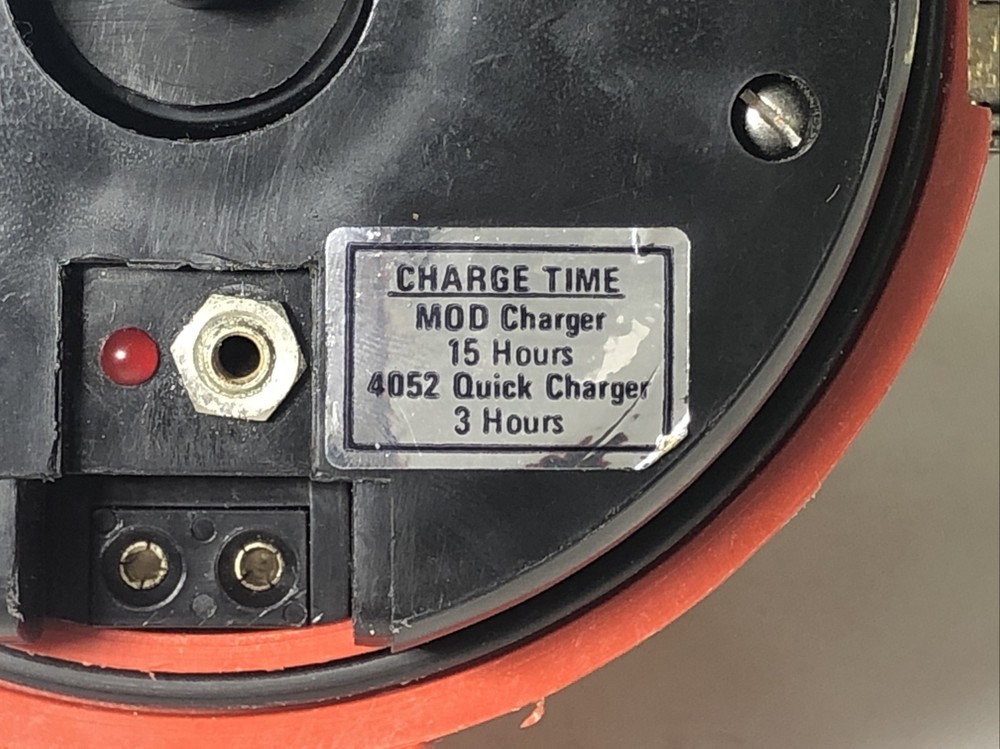 CHARGE TIME
MOD Charger
15 Hours
4052 Quick Charger
3 Hours